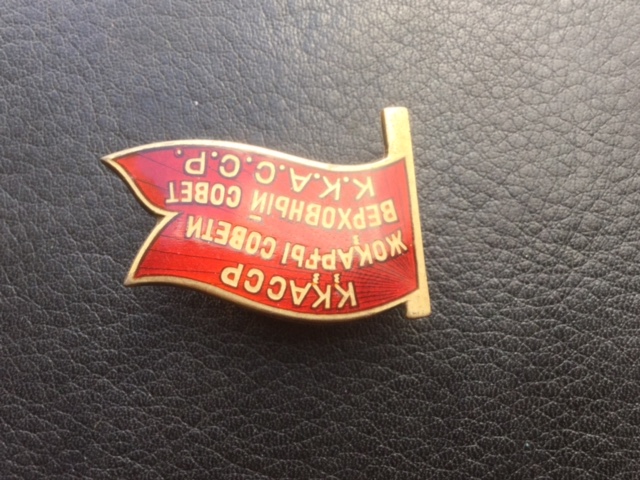 ҚҚАССР
ЖОҚАРҒЫ СОВЕТИ
ВЕРХОВНЫЙ СОВЕТ
К.К.А.С.С.Р.